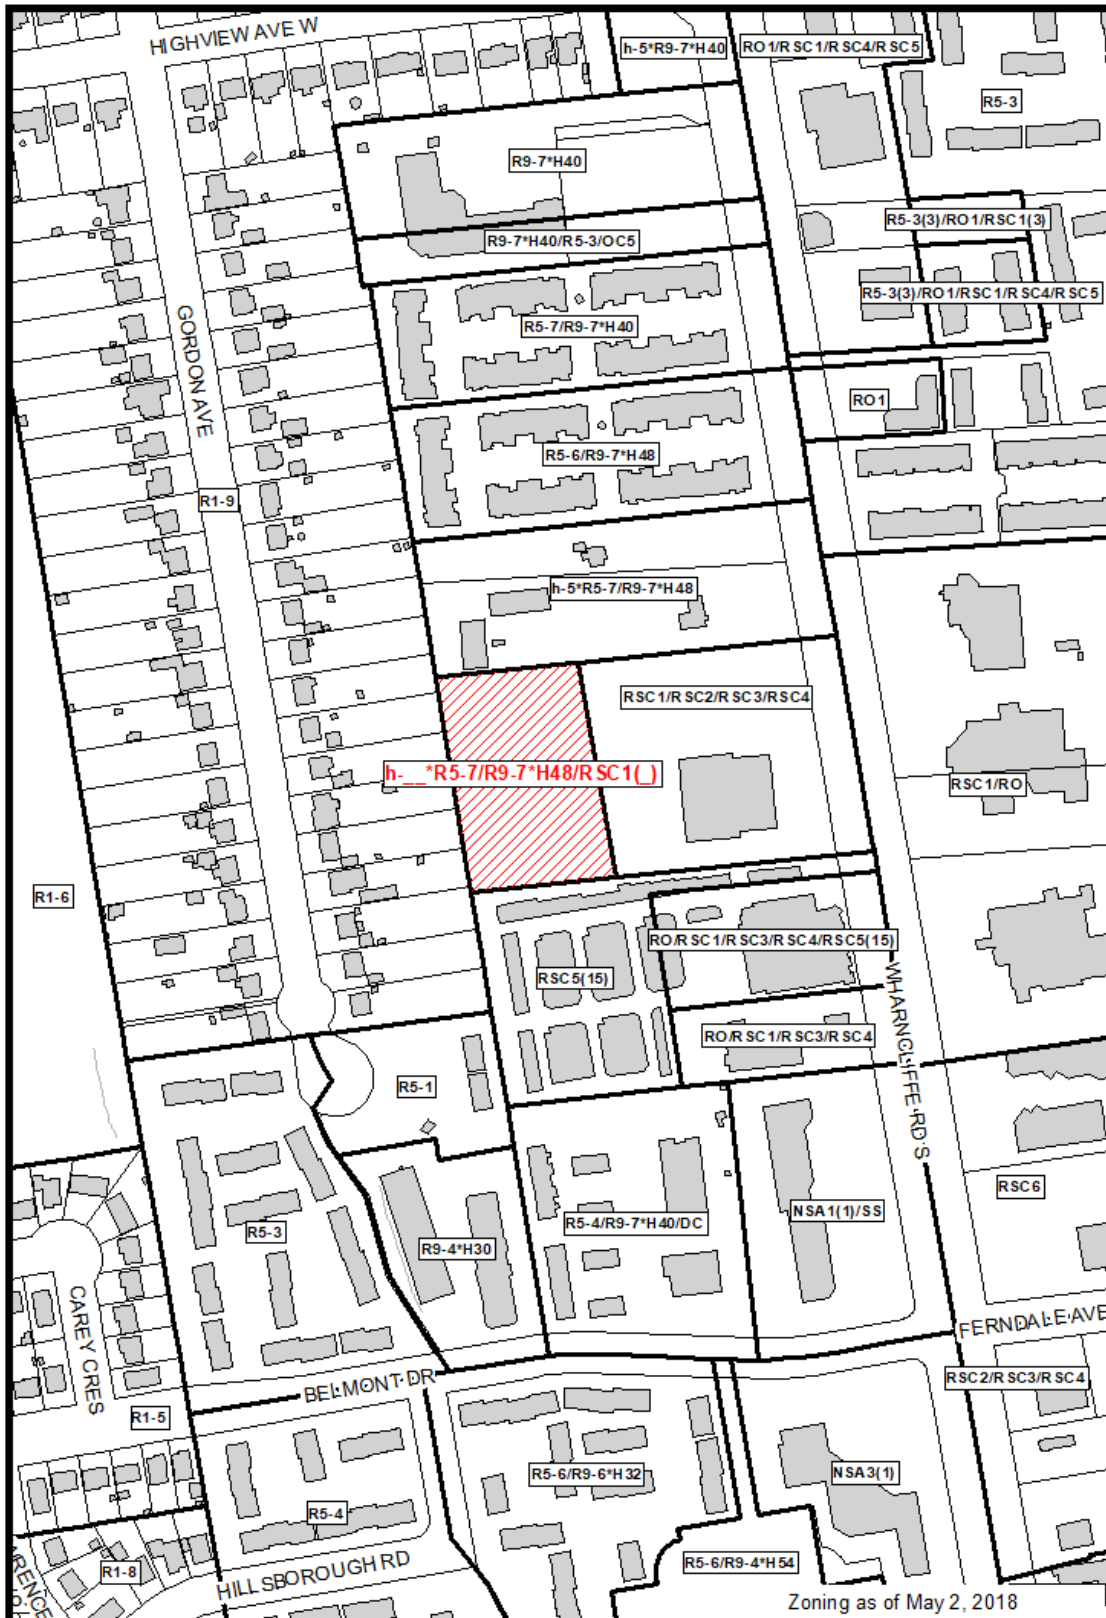 HIGHVIEW AVE W
h-5*R9-7*H40
RO1/RSC1/RSC4/RSC5
R5-3
R9-7*H40
R5-3(3)/RO1/RSC1(3)
R9-7*H40/R5-3/OC5
R5-3(3)/RO1/RSC1/RSC4/RSC5
R5-7/R9-7*H40
GORDON AVE
RO1
R5-6/R9-7*H48
R1-9
h-5*R5-7/R9-7*H48
RSC1/RSC2/RSC3/RSC4
h-__*R5-7/R9-7*H48/RSC1(_)
RSC1/RO
R1-6
RO/RSC1/RSC3/RSC4/RSC5(15)
RSC5(15)
WHARNCLIFFE RD S
RO/RSC1/RSC3/RSC4
R5-1
RSC6
R5-4/R9-7*H40/DC
NSA1(1)/SS
R5-3
R9-4*H30
CAREY CRES
FERNDALE AVE
BELMONT DR
RSC2/RSC3/RSC4
R1-5
R5-6/R9-6*H32
NSA3(1)
R5-4
R5-6/R9-4*H54
R1-8
HILLSBOROUGH RD
Zoning as of May 2, 2018